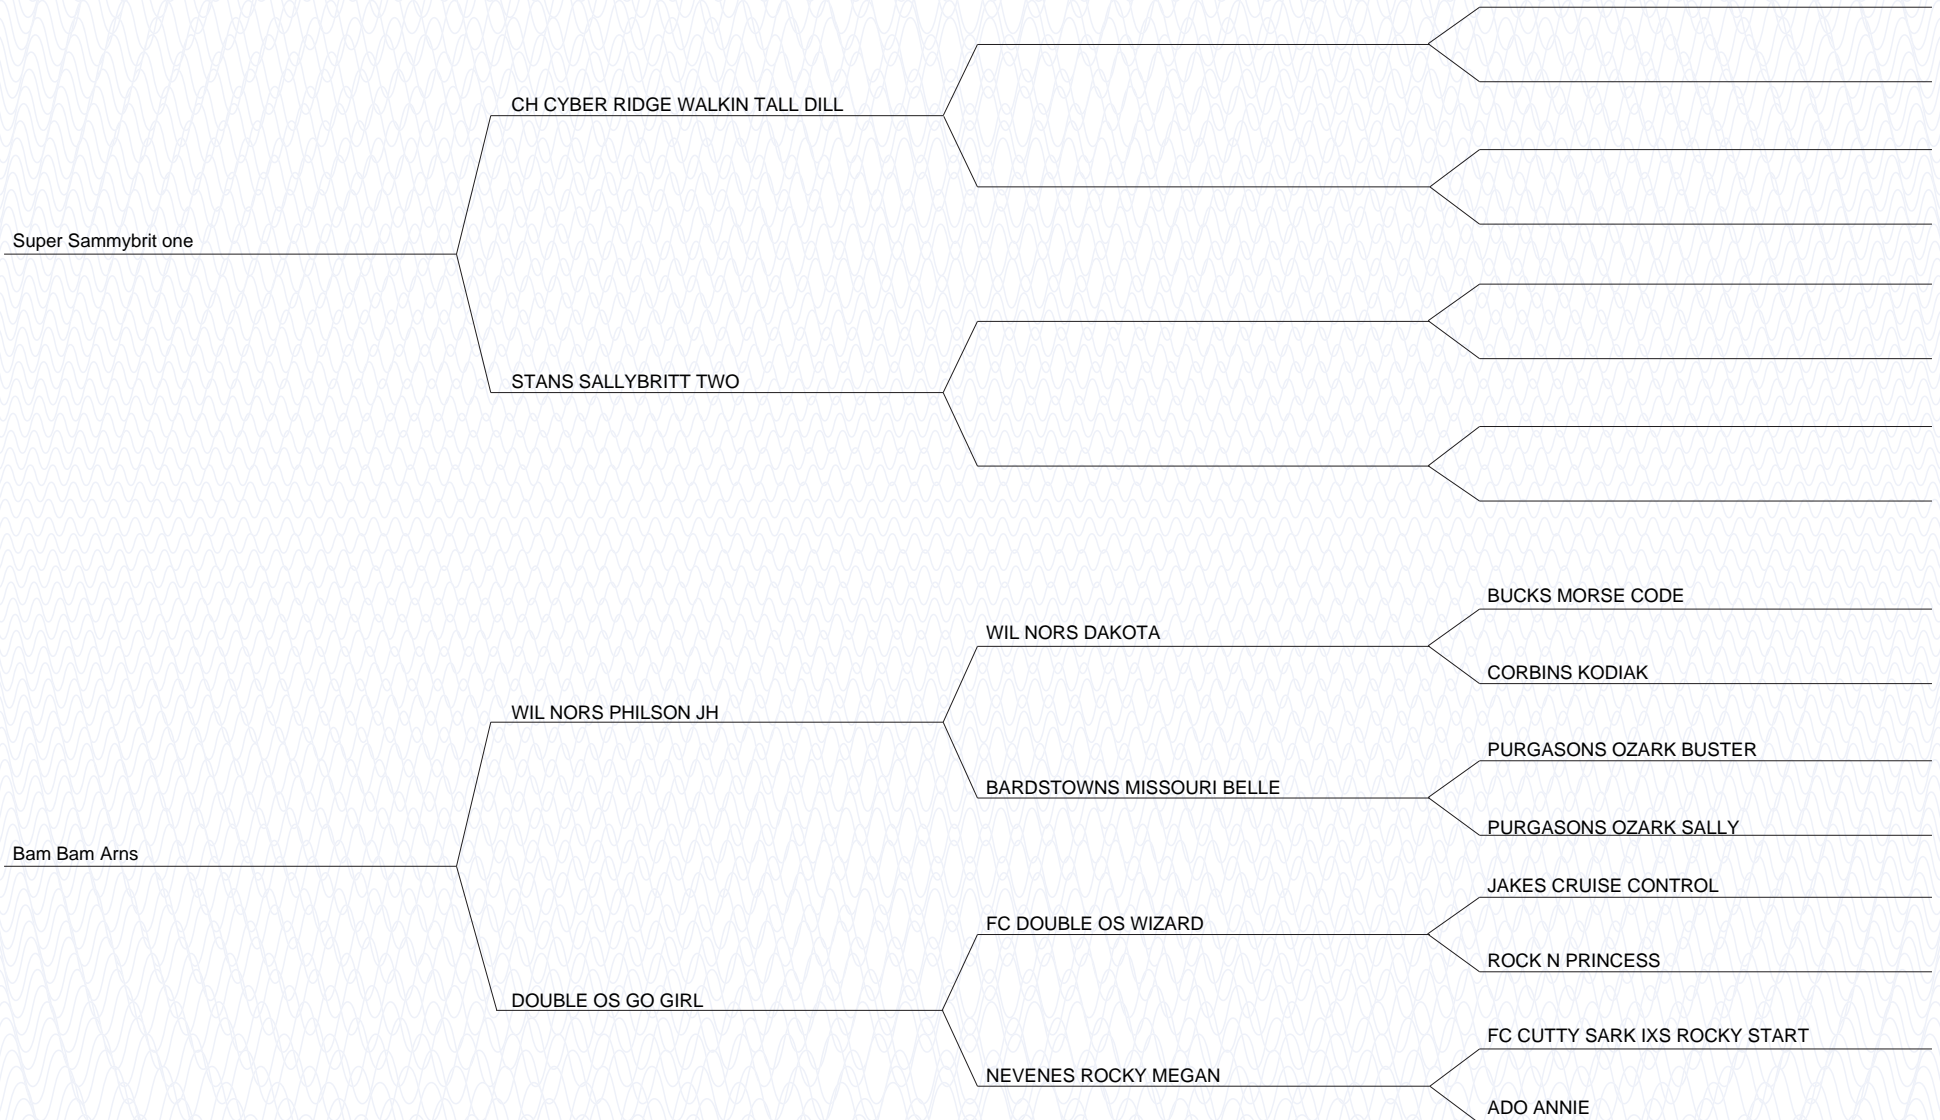 CH CYBER RIDGE WALKIN TALL DILL
Super Sammybrit one
STANS SALLYBRITT TWO
BUCKS MORSE CODE
WIL NORS DAKOTA
CORBINS KODIAK
WIL NORS PHILSON JH
PURGASONS OZARK BUSTER
BARDSTOWNS MISSOURI BELLE
PURGASONS OZARK SALLY
Bam Bam Arns
JAKES CRUISE CONTROL
FC DOUBLE OS WIZARD
ROCK N PRINCESS
DOUBLE OS GO GIRL
FC CUTTY SARK IXS ROCKY START
NEVENES ROCKY MEGAN
ADO ANNIE